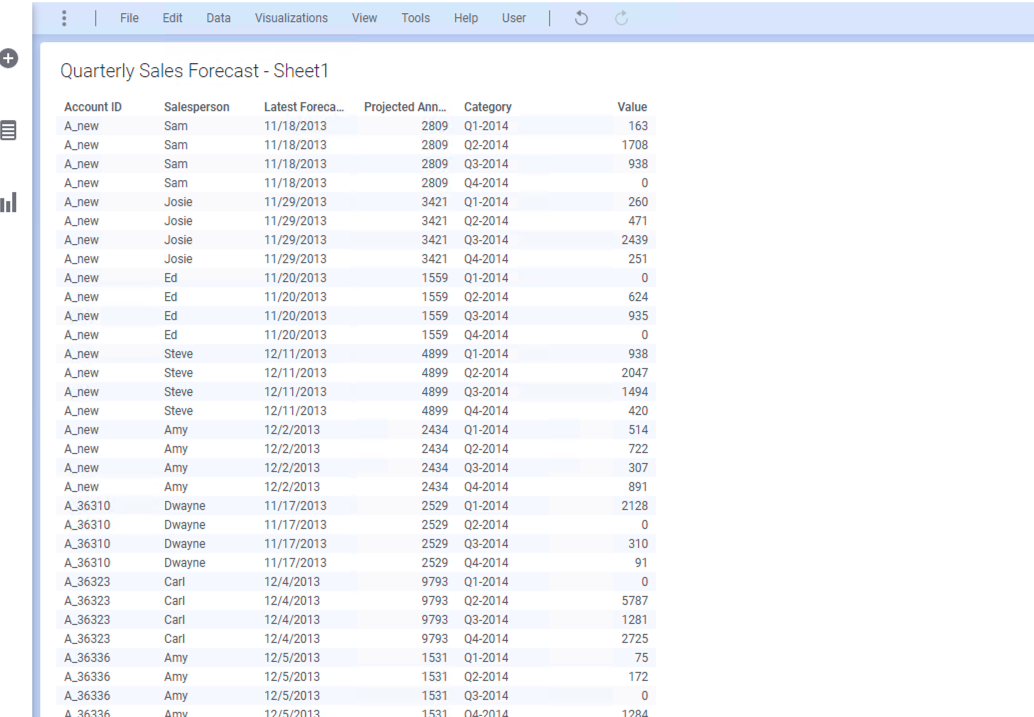 File Edit Data Visualizations View Tools Help User
Quarterly Sales Forecast - Sheet1
Account ID Salesperson Latest Foreca... Projected Ann... Category Value
A_new Sam 11/18/2013 2809 Q1-2014 163
A_new Sam 11/18/2013 2809 Q2-2014 1708
A_new Sam 11/18/2013 2809 Q3-2014 938
A_new Sam 11/18/2013 2809 Q4-2014 0
A_new Josie 11/29/2013 3421 Q1-2014 260
A_new Josie 11/29/2013 3421 Q2-2014 471
A_new Josie 11/29/2013 3421 Q3-2014 2439
A_new Josie 11/29/2013 3421 Q4-2014 251
A_new Ed 11/20/2013 1559 Q1-2014 0
A_new Ed 11/20/2013 1559 Q2-2014 624
A_new Ed 11/20/2013 1559 Q3-2014 935
A_new Ed 11/20/2013 1559 Q4-2014 0
A_new Steve 12/11/2013 4899 Q1-2014 938
A_new Steve 12/11/2013 4899 Q2-2014 2047
A_new Steve 12/11/2013 4899 Q3-2014 1494
A_new Steve 12/11/2013 4899 Q4-2014 420
A_new Amy 12/2/2013 2434 Q1-2014 514
A_new Amy 12/2/2013 2434 Q2-2014 722
A_new Amy 12/2/2013 2434 Q3-2014 307
A_new Amy 12/2/2013 2434 Q4-2014 891
A_36310 Dwayne 11/17/2013 2529 Q1-2014 2128
A_36310 Dwayne 11/17/2013 2529 Q2-2014 0
A_36310 Dwayne 11/17/2013 2529 Q3-2014 310
A_36310 Dwayne 11/17/2013 2529 Q4-2014 91
A_36323 Carl 12/4/2013 9793 Q1-2014 0
A_36323 Carl 12/4/2013 9793 Q2-2014 5787
A_36323 Carl 12/4/2013 9793 Q3-2014 1281
A_36323 Carl 12/4/2013 9793 Q4-2014 2725
A_36336 Amy 12/5/2013 1531 Q1-2014 75
A_36336 Amy 12/5/2013 1531 Q2-2014 172
A_36336 Amy 12/5/2013 1531 Q3-2014 0
A_36336 Amy 12/5/2013 1531 Q4-2014 1284